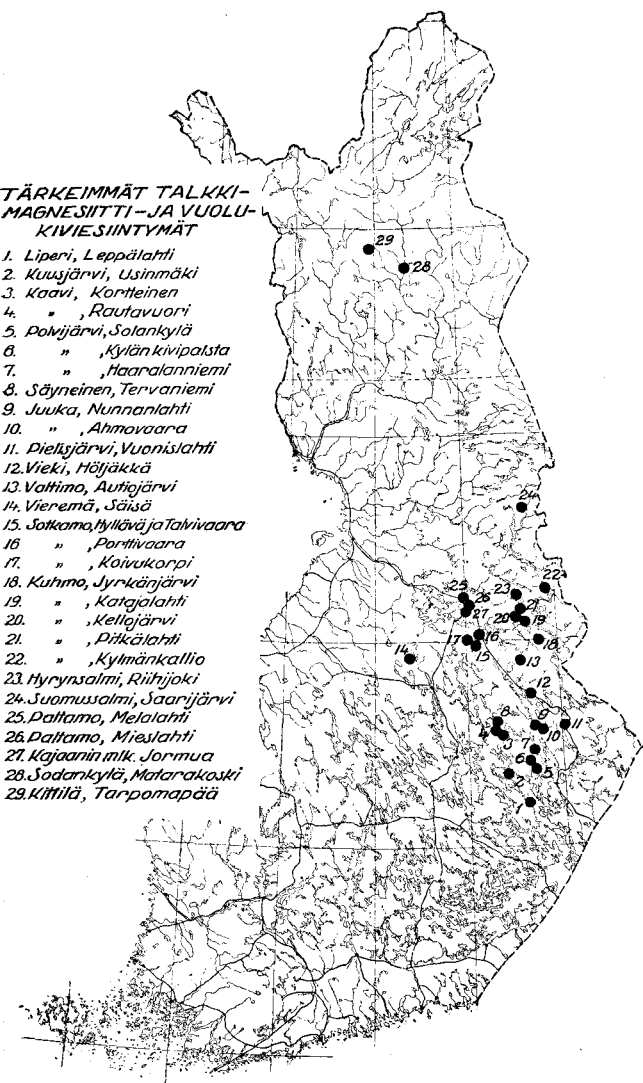 TÄRKEIMMÄT TALKKI-
MAGNESIITTI-JA VUOLU-
KIVIESIINTYMÄT
1. Liperi, Leppälahti
2. Kuusjärvi, Usinmäki
3. Kaavi, Kortteinen
4. " , Rautavuori
5. Polvijärvi, Solankylä
6. " , Kylänkivipalsta
7. " , Haaralanniemi
8. Säyneinen, Tervaniemi
9. Juuka, Nunnanlahti
10. " , Ahmovaara
11. Pielisjärvi, Vuonislahti
12. Vieki, Höljäkkä
13. Valtimo, Autiojärvi
14. Vieremä, Säisä
15. Sotkamo, Hyllävä ja Talvivaara
16 " , Porttivaara
17. " , Koivukorpi
18. Kuhmo, Jyrkänjärvi
19. " , Katajalahti
20. " , Kellojärvi
21. " , Pitkälahti
22. " , Kylmänkallio
23. Hyrynsalmi, Riihijoki
24. Suomussalmi, Saarijärvi
25. Paltamo, Melalahti
26. Paltamo, Mieslahti
27. Kajaanin mlk. Jormua
28. Sodankylä, Matarakoski
29. Kittilä, Tarpomapää
29
28
24
22
23
25
26
21
27
20
19
16
18
17
15
14
13
12
8
9
11
4
10
3
7
6
5
2
1